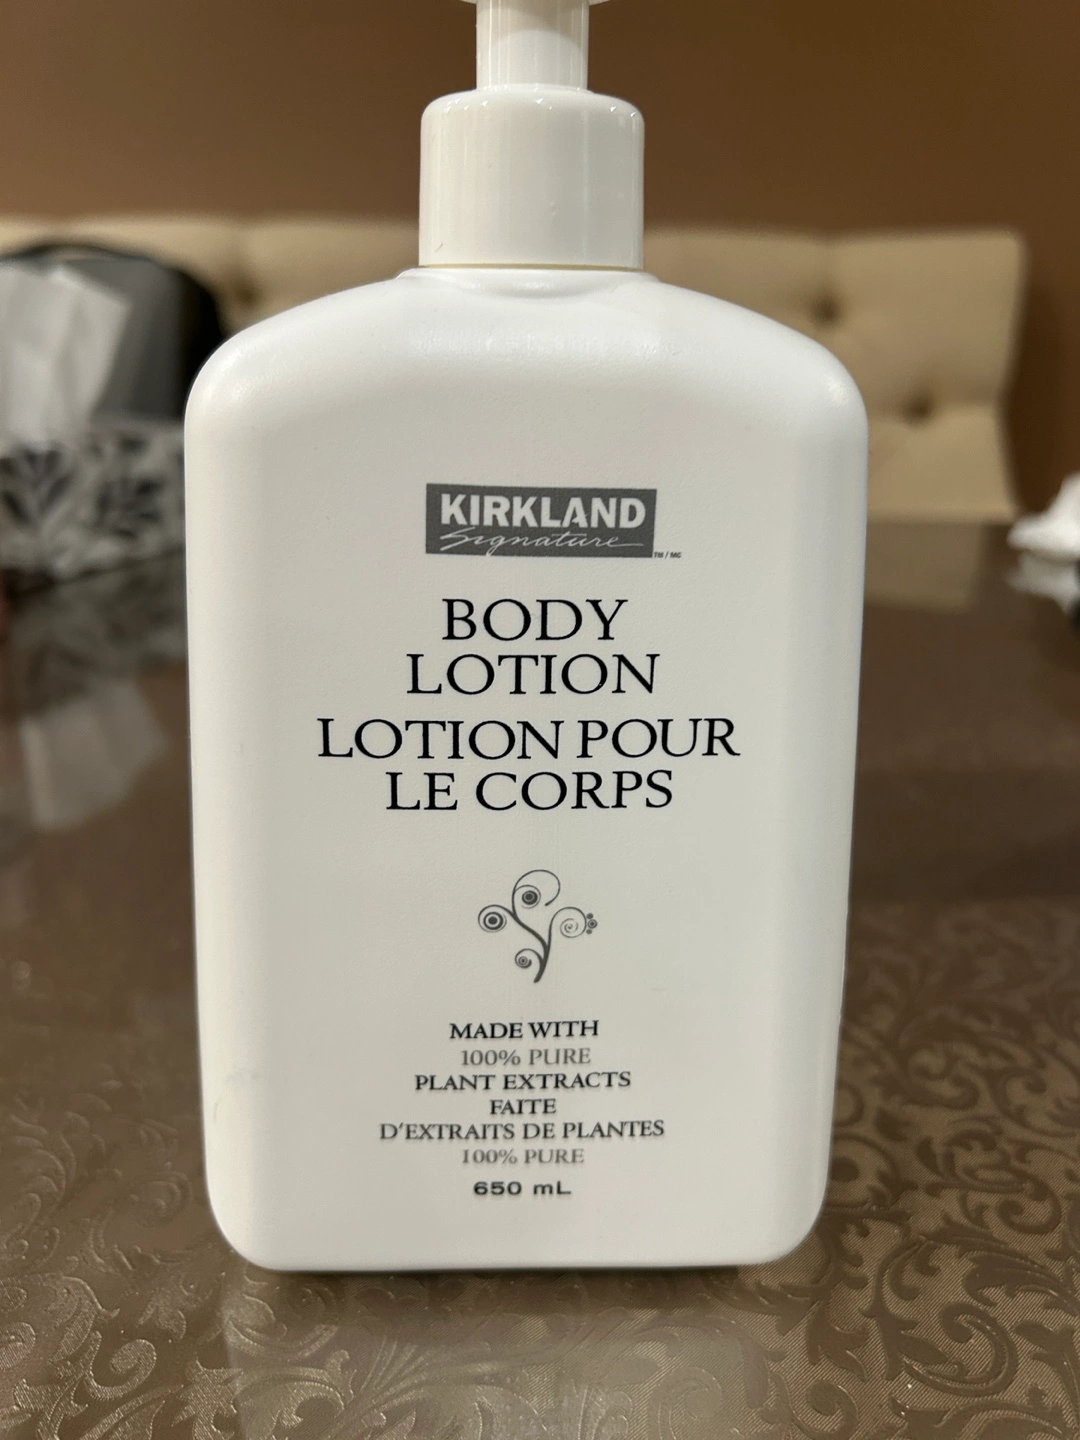 KIRKLAND
Signature
TM / MC
BODY
LOTION
LOTION POUR
LE CORPS
MADE WITH
100% PURE
PLANT EXTRACTS
FAITE
D'EXTRAITS DE PLANTES
100% PURE
650 mL